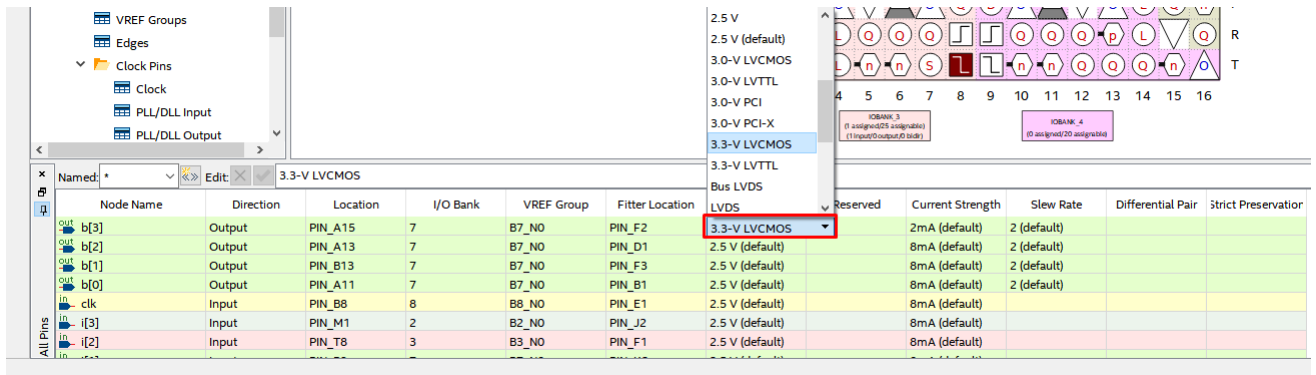 VREF Groups
Edges
Clock Pins
Clock
PLL/DLL Input
PLL/DLL Output
2.5 V
2.5 V (default)
3.0-V LVCMOS
3.0-V LVTTL
3.0-V PCI
3.0-V PCI-X
3.3-V LVCMOS
3.3-V LVTTL
Bus LVDS
LVDS
L Q Q Q Q Q Q p L Q R
L n n S n n Q Q Q n O T
4 5 6 7 8 9 10 11 12 13 14 15 16
IOBANK_3
(1 assigned/25 assignable)
(1 input/0 output/0 bidir)
IOBANK_4
(0 assigned/20 assignable)
Named: * Edit: 3.3-V LVCMOS
Node Name Direction Location I/O Bank VREF Group Fitter Location Reserved Current Strength Slew Rate Differential Pair Strict Preservation
out b[3] Output PIN_A15 7 B7_N0 PIN_F2 3.3-V LVCMOS 2mA (default) 2 (default)
out b[2] Output PIN_A13 7 B7_N0 PIN_D1 2.5 V (default) 8mA (default) 2 (default)
out b[1] Output PIN_B13 7 B7_N0 PIN_F3 2.5 V (default) 8mA (default) 2 (default)
out b[0] Output PIN_A11 7 B7_N0 PIN_B1 2.5 V (default) 8mA (default) 2 (default)
in clk Input PIN_B8 8 B8_N0 PIN_E1 2.5 V (default) 8mA (default)
in i[3] Input PIN_M1 2 B2_N0 PIN_J2 2.5 V (default) 8mA (default)
in i[2] Input PIN_T8 3 B3_N0 PIN_F1 2.5 V (default) 8mA (default)
All Pins